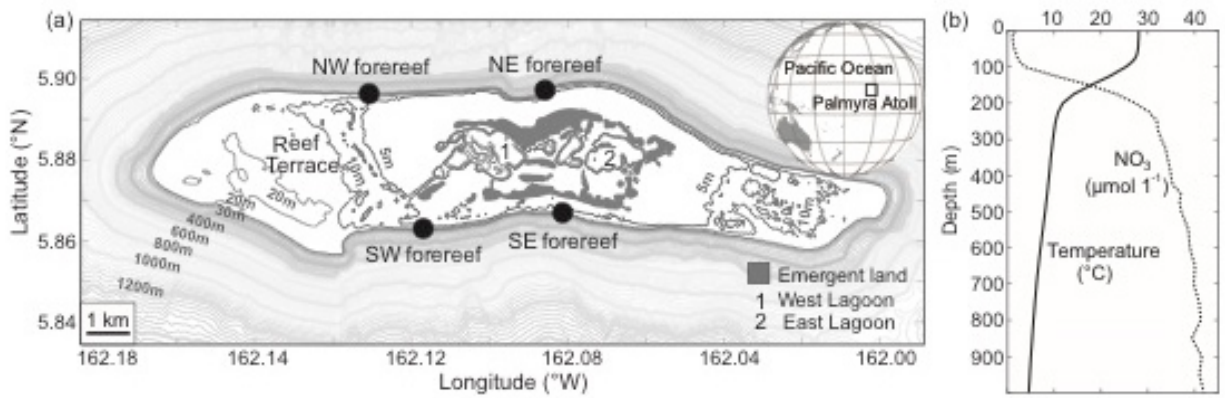 (a)
NW forereef
NE forereef
Pacific Ocean
Palmyra Atoll
5.90
5.88
5.86
5.84
Latitude (°N)
Reef
Terrace
5m
10m
1
2
5m
10m
20m
20m
30m
400m
600m
800m
1000m
1200m
SW forereef
SE forereef
Emergent land
1 West Lagoon
2 East Lagoon
1 km
162.18
162.14
162.12
162.08
162.04
162.00
Longitude (°W)
(b)
10 20 30 40
0
100
200
300
400
500
600
700
800
900
Depth (m)
NO3
(µmol 1⁻¹)
Temperature
(°C)